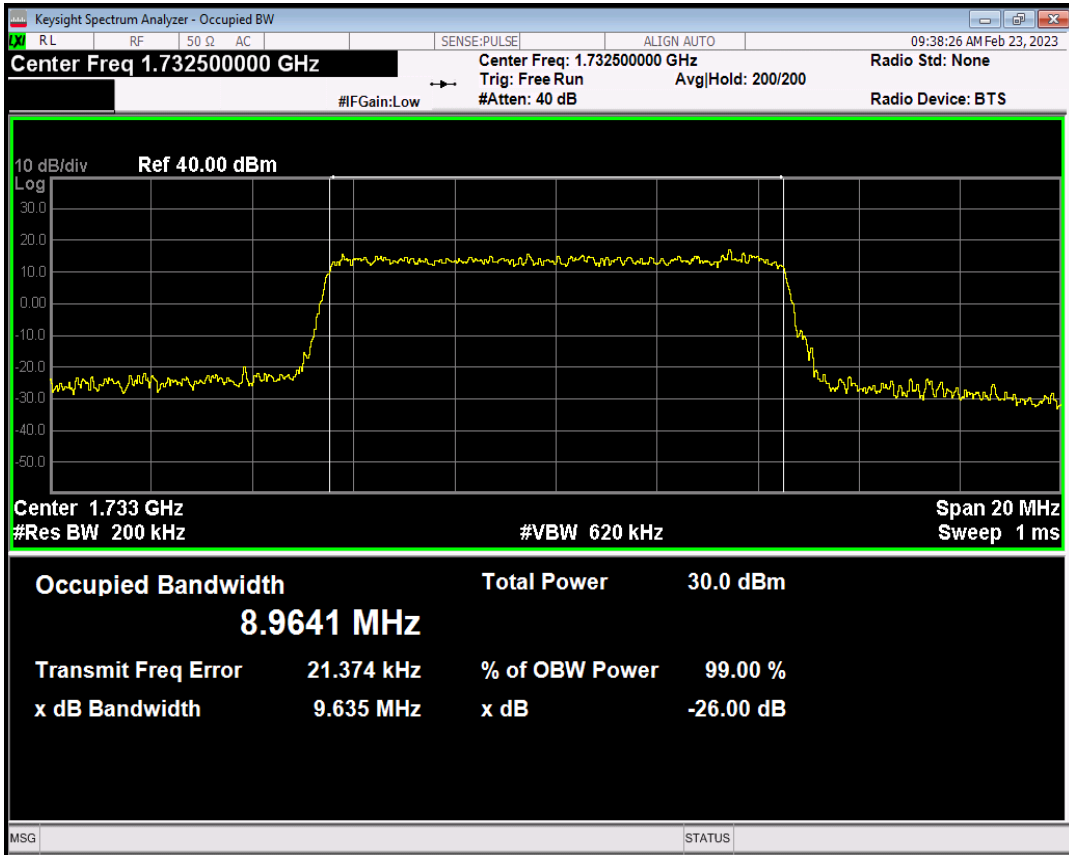 Keysight Spectrum Analyzer - Occupied BW
LXI RL RF 50 Ω AC SENSE:PULSE ALIGN AUTO 09:38:26 AM Feb 23, 2023
Center Freq 1.732500000 GHz
Center Freq: 1.732500000 GHz Radio Std: None
Trig: Free Run Avg|Hold: 200/200
#IFGain:Low #Atten: 40 dB Radio Device: BTS
10 dB/div Ref 40.00 dBm
Log
30.0
20.0
10.0
0.00
-10.0
-20.0
-30.0
-40.0
-50.0
Center 1.733 GHz Span 20 MHz
#Res BW 200 kHz #VBW 620 kHz Sweep 1 ms
Occupied Bandwidth Total Power 30.0 dBm
8.9641 MHz
Transmit Freq Error 21.374 kHz % of OBW Power 99.00 %
x dB Bandwidth 9.635 MHz x dB -26.00 dB
MSG STATUS